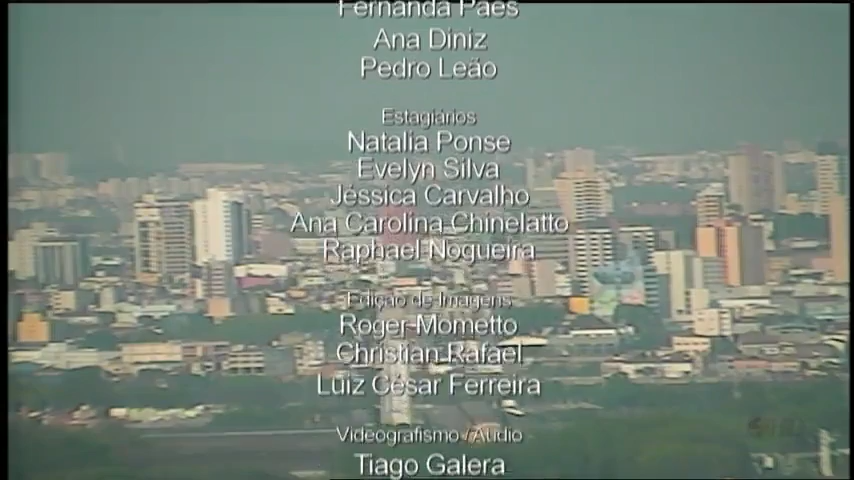 Fernanda Paes
Ana Diniz
Pedro Leão
Estagiários
Natalia Ponse
Evelyn Silva
Jéssica Carvalho
Ana Carolina Chinelatto
Raphael Nogueira
Edição de Imagens
Roger Mometto
Christian Rafael
Luiz César Ferreira
Videografismo / Áudio
Tiago Galera